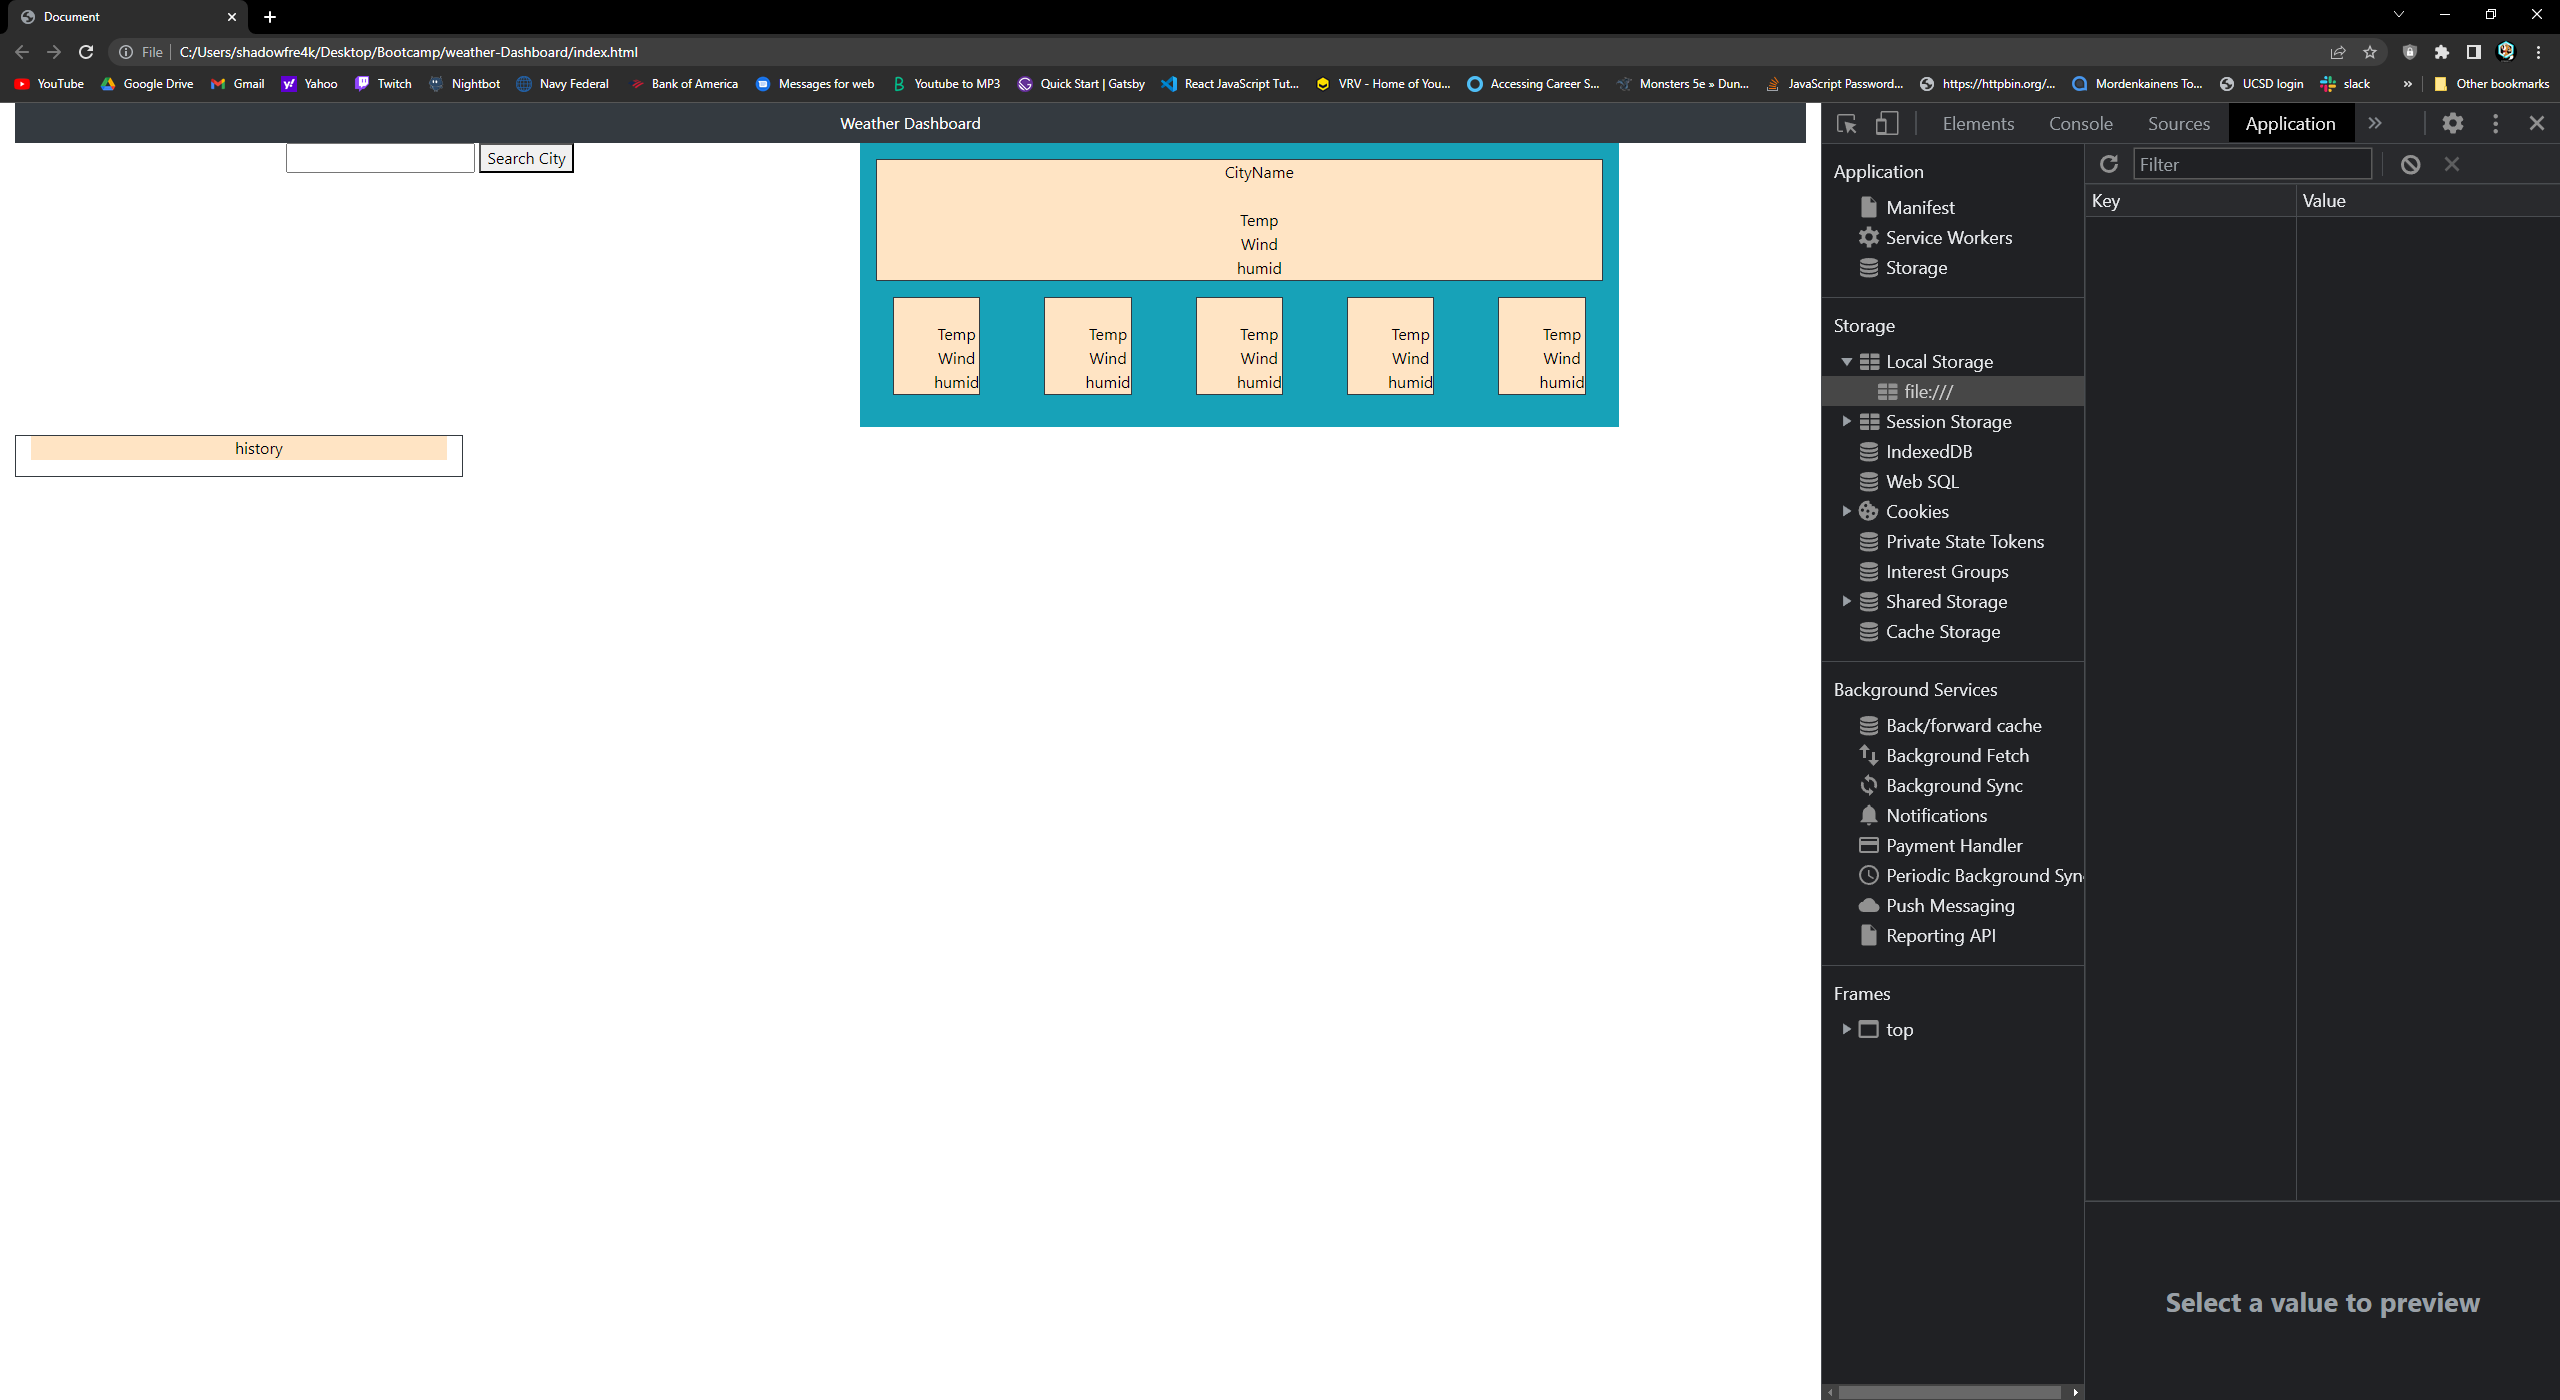 Document
File C:/Users/shadowfre4k/Desktop/Bootcamp/weather-Dashboard/index.html
YouTube Google Drive Gmail Yahoo Twitch Nightbot Navy Federal Bank of America Messages for web Youtube to MP3 Quick Start | Gatsby React JavaScript Tut... VRV - Home of You... Accessing Career S... Monsters 5e » Dun... JavaScript Password... https://httpbin.org/... Mordenkainens To... UCSD login slack » Other bookmarks
Weather Dashboard
Search City
CityName
Temp
Wind
humid
Temp Temp Temp Temp Temp
Wind Wind Wind Wind Wind
humid humid humid humid humid
history
Elements Console Sources Application »
Application
Manifest
Service Workers
Storage
Storage
Local Storage
file:///
Session Storage
IndexedDB
Web SQL
Cookies
Private State Tokens
Interest Groups
Shared Storage
Cache Storage
Background Services
Back/forward cache
Background Fetch
Background Sync
Notifications
Payment Handler
Periodic Background Syn
Push Messaging
Reporting API
Frames
top
Filter
Key Value
Select a value to preview